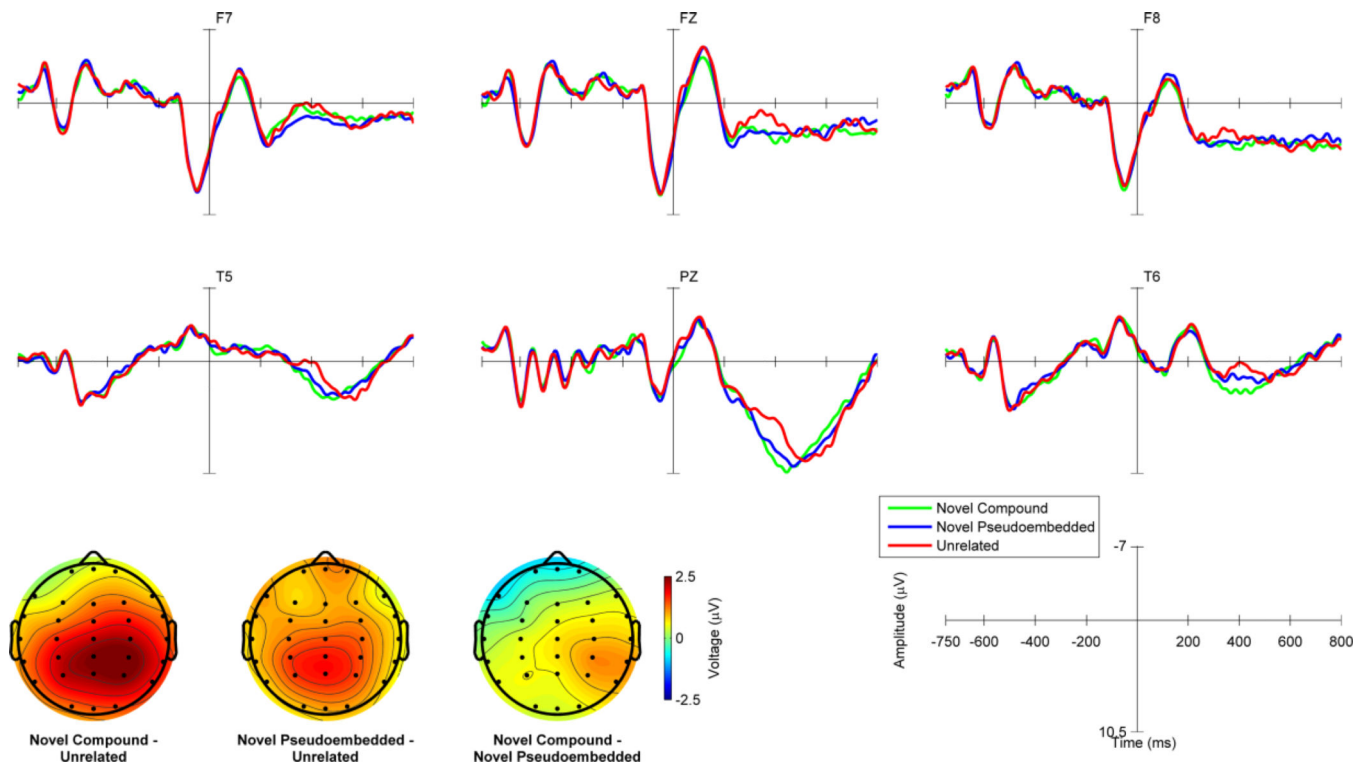 F7
FZ
F8
T5
PZ
T6
Novel Compound
Novel Pseudoembedded
Unrelated
-7
Amplitude (µV)
-750
-600
-400
-200
200
400
600
800
10.5
Time (ms)
2.5
0
-2.5
Voltage (µV)
Novel Compound -
Unrelated
Novel Pseudoembedded -
Unrelated
Novel Compound -
Novel Pseudoembedded